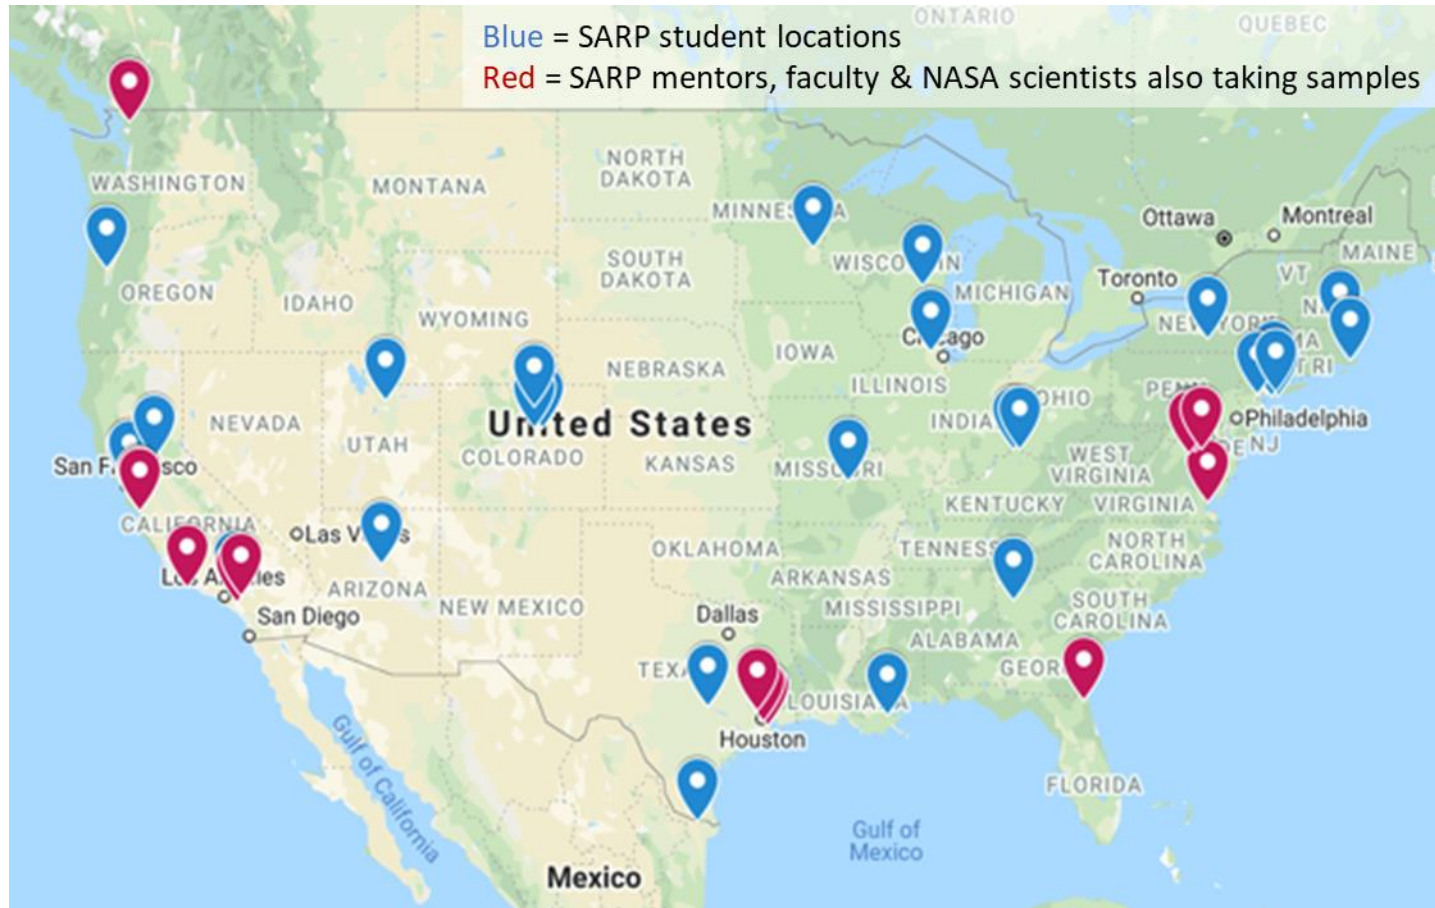 ONTARIO
QUEBEC
Blue = SARP student locations
Red = SARP mentors, faculty & NASA scientists also taking samples
WASHINGTON
MONTANA
NORTH
DAKOTA
Ottawa
Montreal
MAINE
SOUTH
DAKOTA
MICHIGAN
Toronto
VT
OREGON
IDAHO
WYOMING
IOWA
NEBRASKA
ILLINOIS
OHIO
NEVADA
United States
Philadelphia
UTAH
COLORADO
KANSAS
NJ
WEST
VIRGINIA
KENTUCKY
VIRGINIA
CALIFORNIA
OKLAHOMA
NORTH
CAROLINA
ARKANSAS
ARIZONA
NEW MEXICO
San Diego
Dallas
MISSISSIPPI
SOUTH
CAROLINA
ALABAMA
Houston
Gulf of California
FLORIDA
Gulf of
Mexico
Mexico